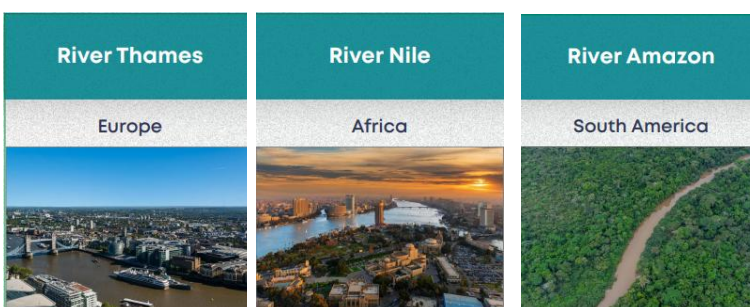 River Thames
Europe
River Nile
Africa
River Amazon
South America